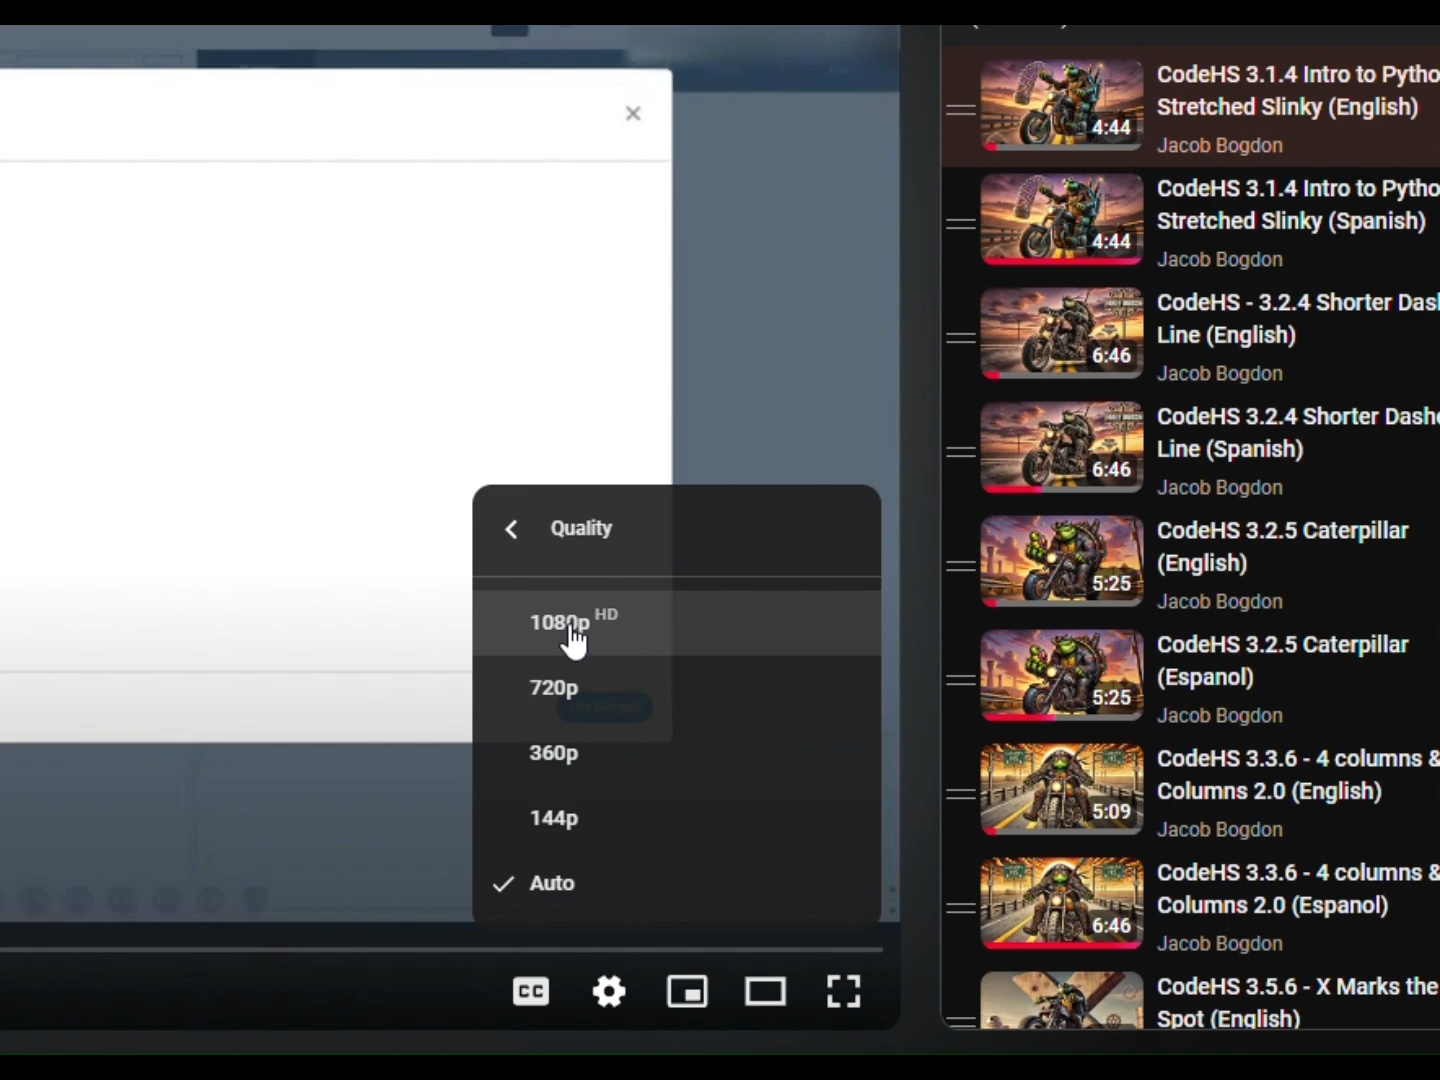 Quality
1080p HD
720p
360p
144p
Auto
CC
4:44
CodeHS 3.1.4 Intro to Pytho
Stretched Slinky (English)
Jacob Bogdon
4:44
CodeHS 3.1.4 Intro to Pytho
Stretched Slinky (Spanish)
Jacob Bogdon
6:46
CodeHS - 3.2.4 Shorter Dash
Line (English)
Jacob Bogdon
6:46
CodeHS 3.2.4 Shorter Dashe
Line (Spanish)
Jacob Bogdon
5:25
CodeHS 3.2.5 Caterpillar
(English)
Jacob Bogdon
5:25
CodeHS 3.2.5 Caterpillar
(Espanol)
Jacob Bogdon
5:09
CodeHS 3.3.6 - 4 columns &
Columns 2.0 (English)
Jacob Bogdon
6:46
CodeHS 3.3.6 - 4 columns &
Columns 2.0 (Espanol)
Jacob Bogdon
CodeHS 3.5.6 - X Marks the
Spot (English)